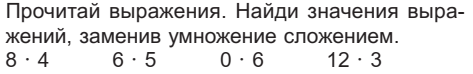 Прочитай выражения. Найди значения выра-
жений, заменив умножение сложением.
8 · 4 6 · 5 0 · 6 12 · 3